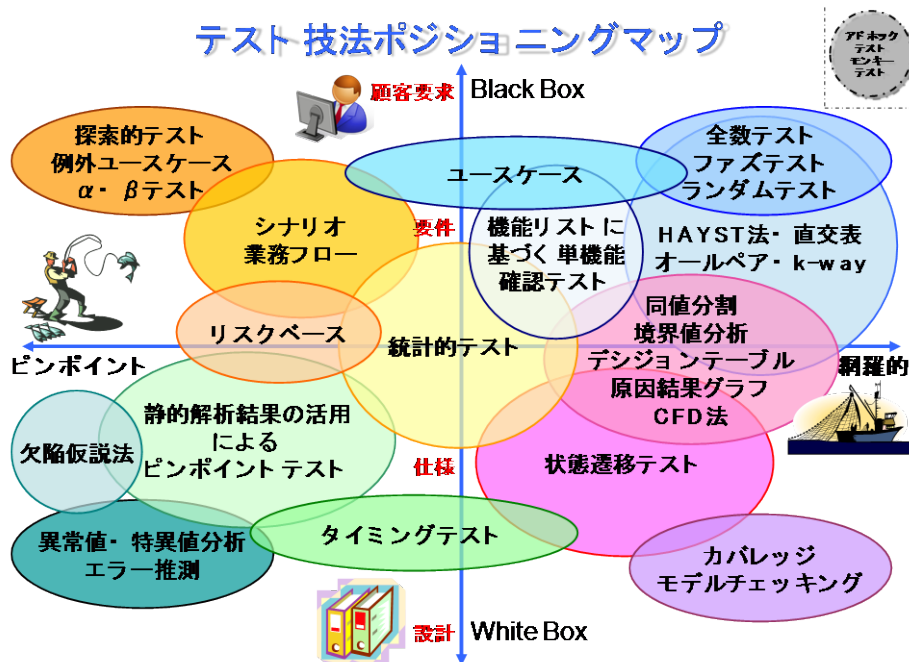 テスト技法ポジショニングマップ
アドホック
テスト
モンキー
テスト
顧客要求
Black Box
探索的テスト
例外ユースケース
α・βテスト
ユースケース
全数テスト
ファズテスト
ランダムテスト
シナリオ
業務フロー
要件
機能リストに
基づく単機能
確認テスト
HAYST法・直交表
オールペア・k-way
リスクベース
統計的テスト
同値分割
境界値分析
デシジョンテーブル
原因結果グラフ
CFD法
ピンポイント
網羅的
欠陥仮説法
静的解析結果の活用
による
ピンポイントテスト
仕様
状態遷移テスト
異常値・特異値分析
エラー推測
タイミングテスト
カバレッジ
モデルチェッキング
設計
White Box